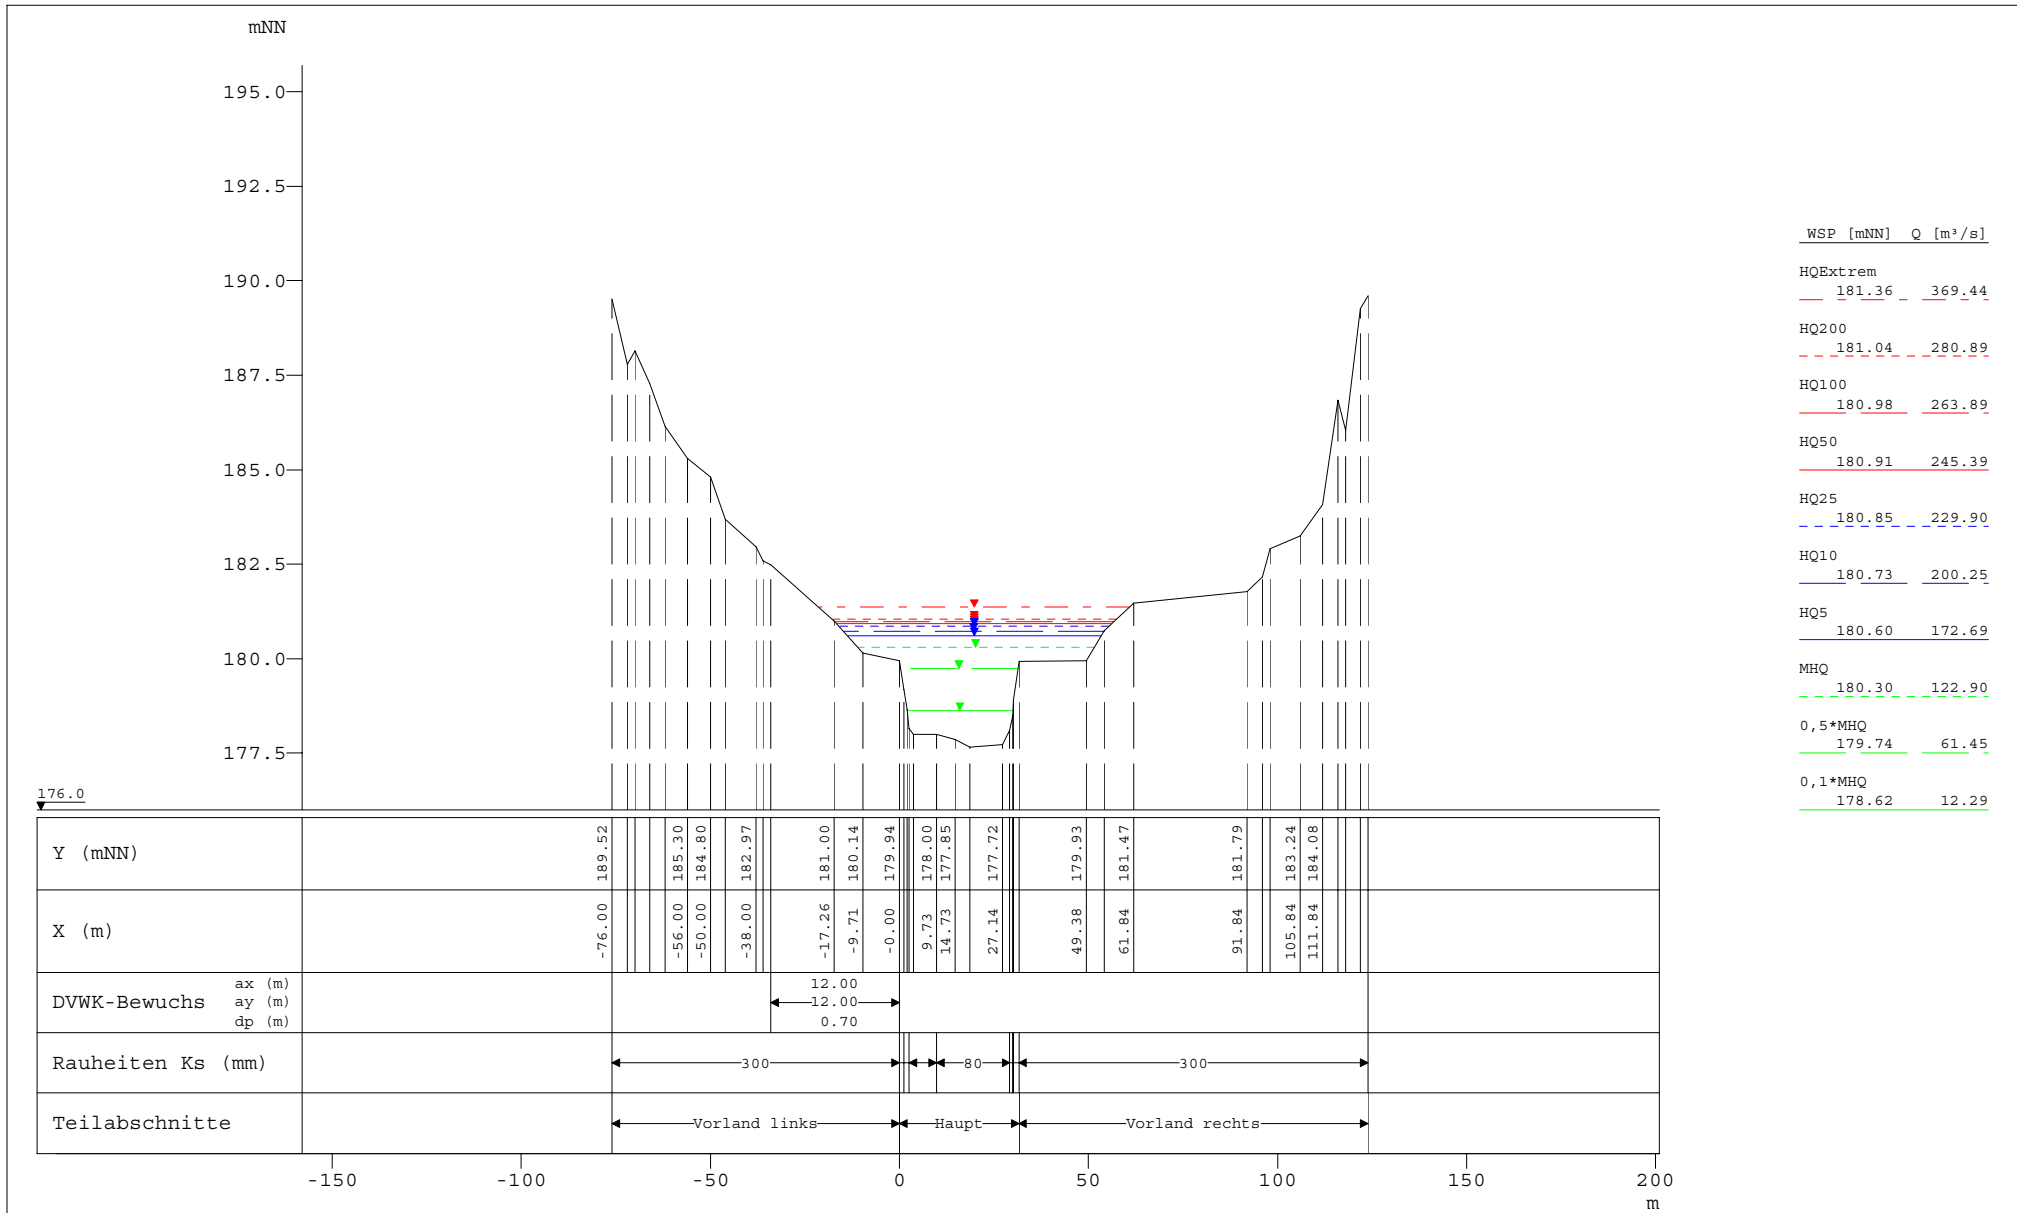 mNN
195.0
192.5
190.0
187.5
185.0
182.5
180.0
177.5
176.0
WSP [mNN] Q [m³/s]
HQExtrem
181.36 369.44
HQ200
181.04 280.89
HQ100
180.98 263.89
HQ50
180.91 245.39
HQ25
180.85 229.90
HQ10
180.73 200.25
HQ5
180.60 172.69
MHQ
180.30 122.90
0,5*MHQ
179.74 61.45
0,1*MHQ
178.62 12.29
Y (mNN) 189.52 185.30 184.80 182.97 181.00 180.14 179.94 178.00 177.85 177.72 179.93 181.47 181.79 183.24 184.08
X (m) -76.00 -56.00 -50.00 -38.00 -17.26 -9.71 -0.00 9.73 14.73 27.14 49.38 61.84 91.84 105.84 111.84
DVWK-Bewuchs
ax (m) 12.00
ay (m) 12.00
dp (m) 0.70
Rauheiten Ks (mm) 300 80 300
Teilabschnitte Vorland links Haupt Vorland rechts
-150 -100 -50 0 50 100 150 200
m